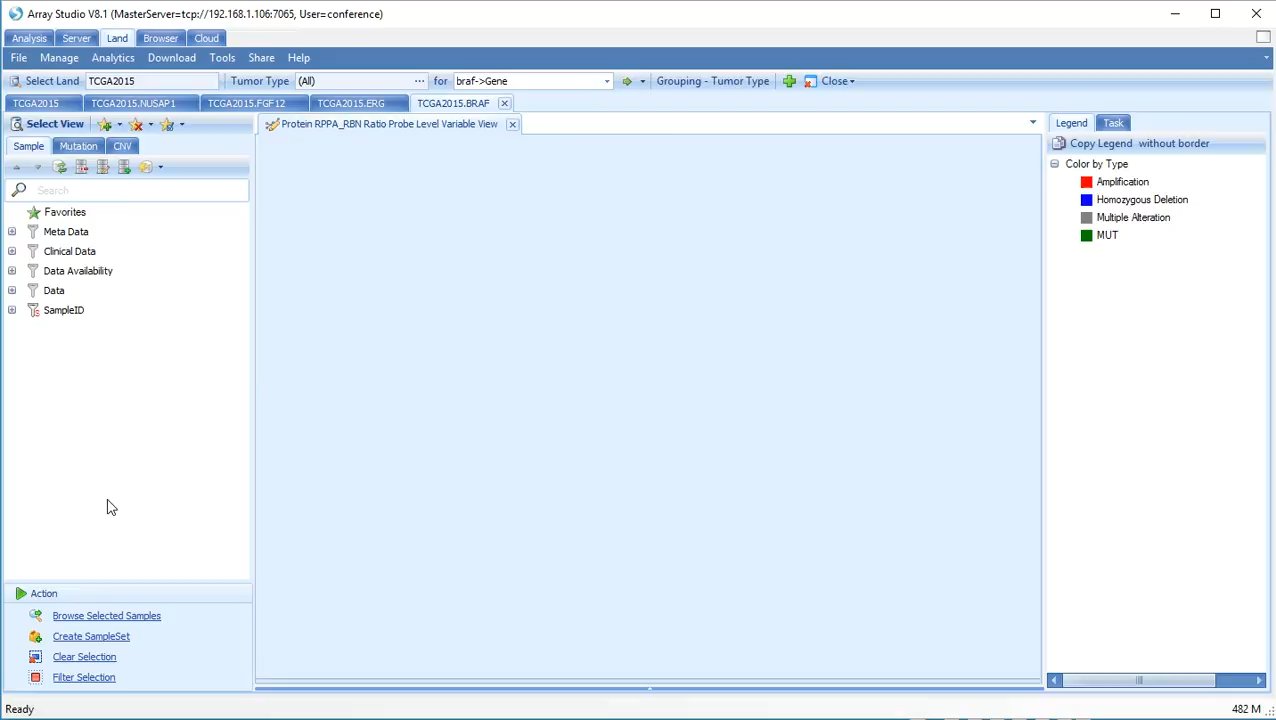 Array Studio V8.1 (MasterServer=tcp://192.168.1.106:7065, User=conference)
Analysis Server Land Browser Cloud
File Manage Analytics Download Tools Share Help
Select Land TCGA2015 Tumor Type (All) ... for braf->Gene Grouping - Tumor Type Close
TCGA2015 TCGA2015.NUSAP1 TCGA2015.FGF12 TCGA2015.ERG TCGA2015.BRAF
Select View Protein RPPA_RBN Ratio Probe Level Variable View Legend Task
Sample Mutation CNV
Copy Legend without border
Search
Color by Type
Amplification
Homozygous Deletion
Multiple Alteration
MUT
Favorites
Meta Data
Clinical Data
Data Availability
Data
SampleID
Action
Browse Selected Samples
Create SampleSet
Clear Selection
Filter Selection
Ready 482 M